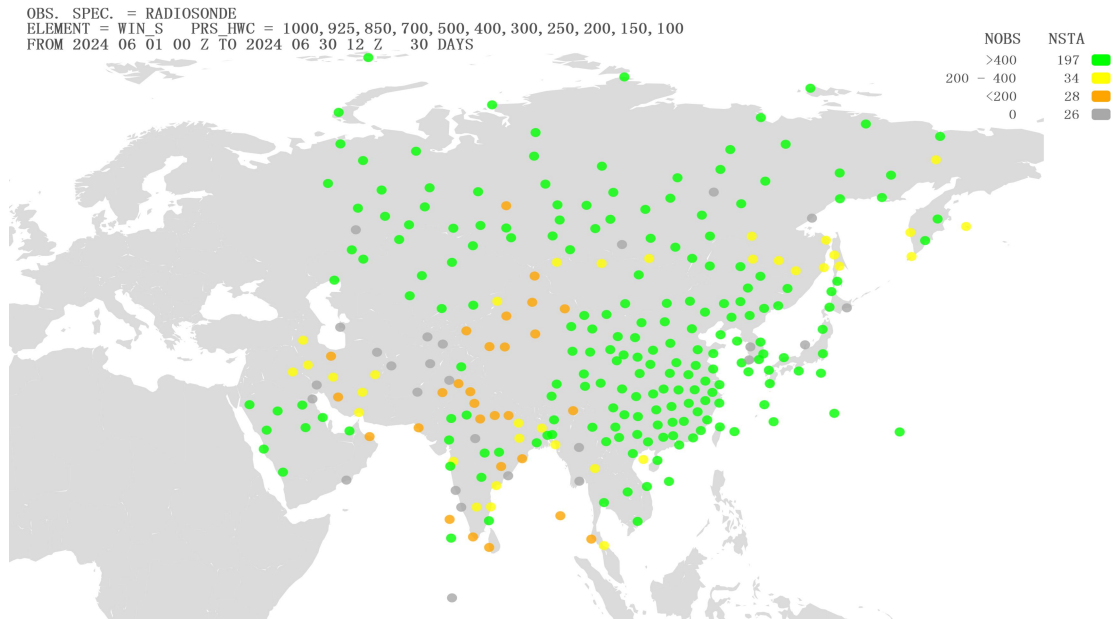 OBS. SPEC. = RADIOSONDE
ELEMENT = WIN_S PRS_HWC = 1000,925,850,700,500,400,300,250,200,150,100
FROM 2024 06 01 00 Z TO 2024 06 30 12 Z 30 DAYS
NOBS NSTA
>400 197
200 - 400 34
<200 28
0 26